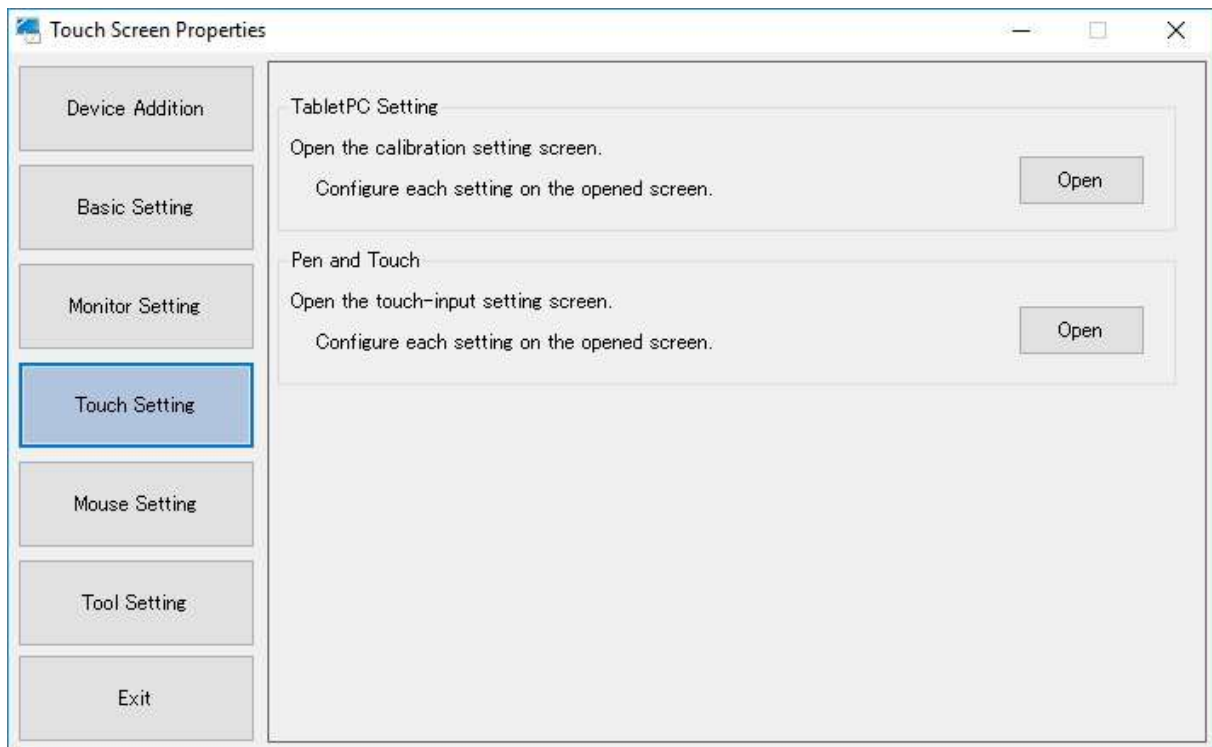 Touch Screen Properties
Device Addition
Basic Setting
Monitor Setting
Touch Setting
Mouse Setting
Tool Setting
Exit
TabletPC Setting
Open the calibration setting screen.
Configure each setting on the opened screen.
Open
Pen and Touch
Open the touch-input setting screen.
Configure each setting on the opened screen.
Open